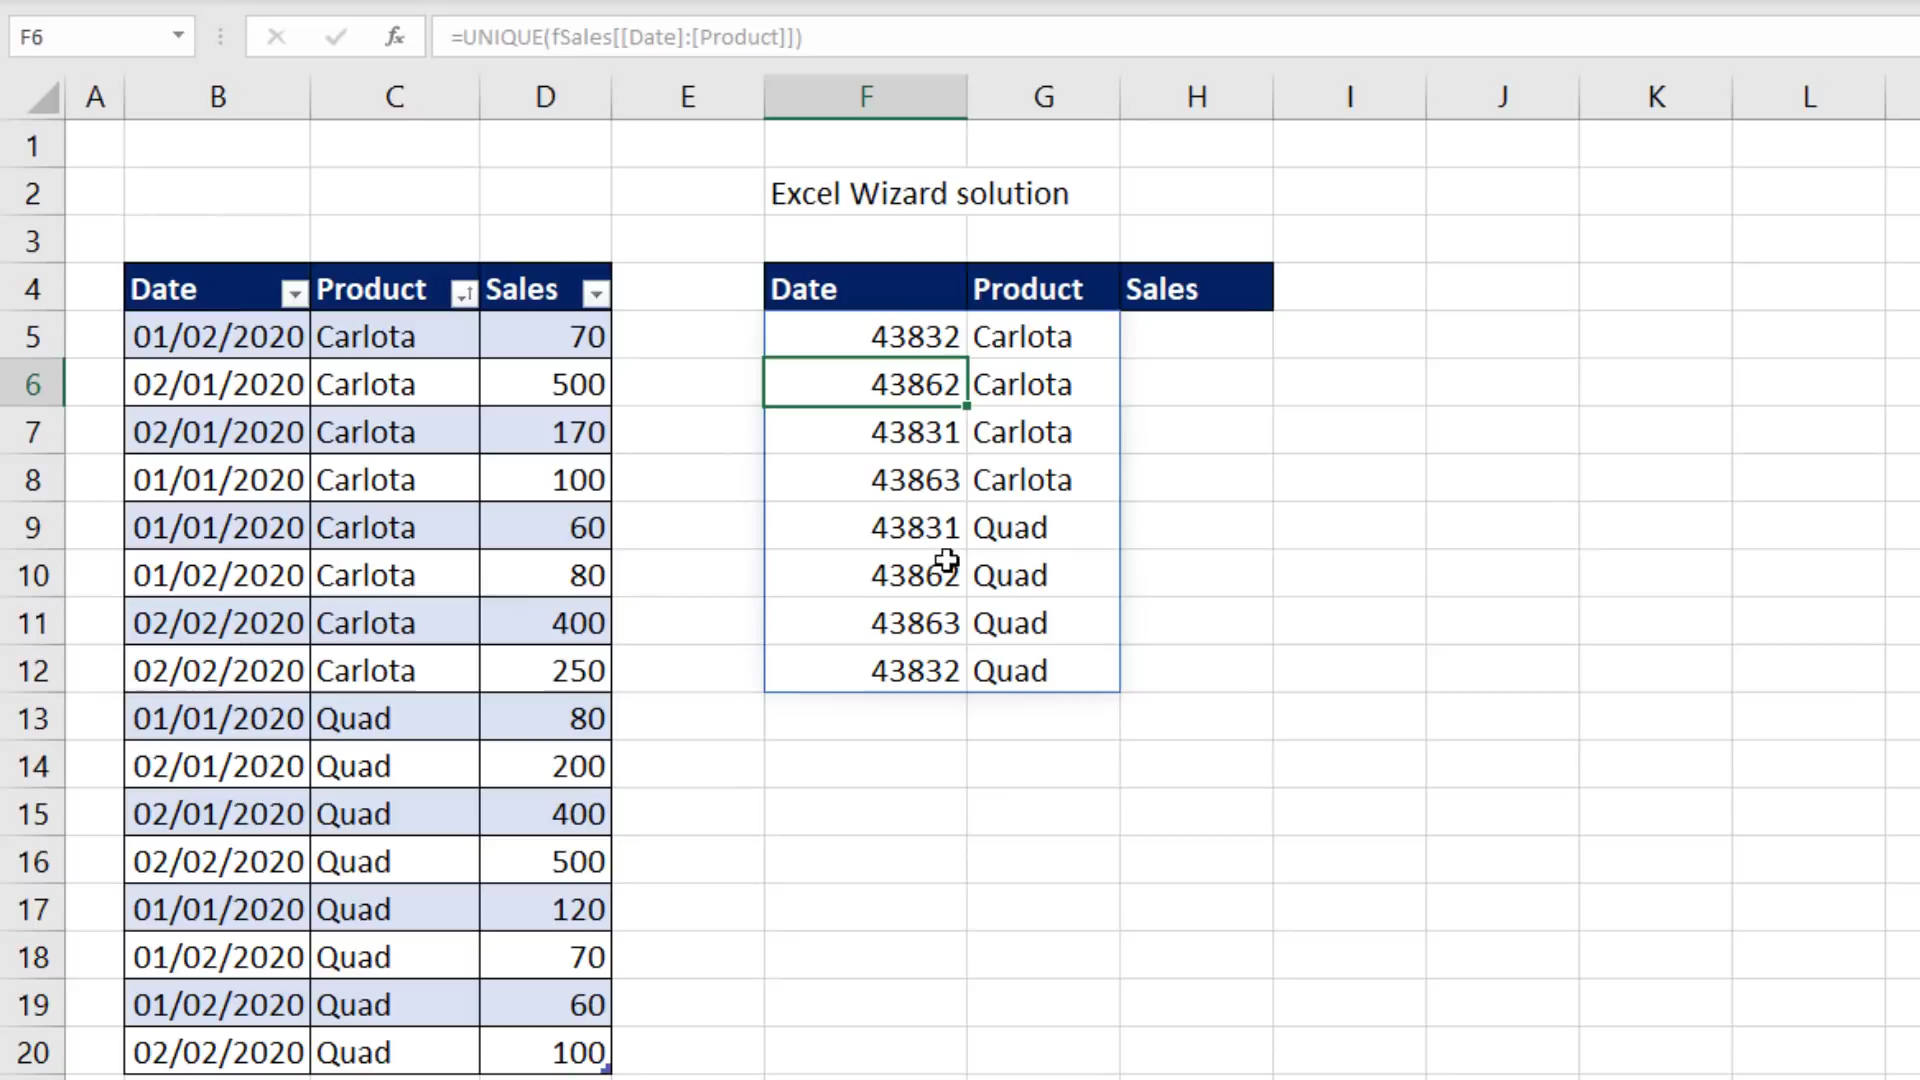 F6 fx =UNIQUE(fSales[[Date]:[Product]])
A B C D E F G H I J K L
1
2 Excel Wizard solution
3
4 Date Product Sales Date Product Sales
5 01/02/2020 Carlota 70 43832 Carlota
6 02/01/2020 Carlota 500 43862 Carlota
7 02/01/2020 Carlota 170 43831 Carlota
8 01/01/2020 Carlota 100 43863 Carlota
9 01/01/2020 Carlota 60 43831 Quad
10 01/02/2020 Carlota 80 43862 Quad
11 02/02/2020 Carlota 400 43863 Quad
12 02/02/2020 Carlota 250 43832 Quad
13 01/01/2020 Quad 80
14 02/01/2020 Quad 200
15 02/01/2020 Quad 400
16 02/02/2020 Quad 500
17 01/01/2020 Quad 120
18 01/02/2020 Quad 70
19 01/02/2020 Quad 60
20 02/02/2020 Quad 100